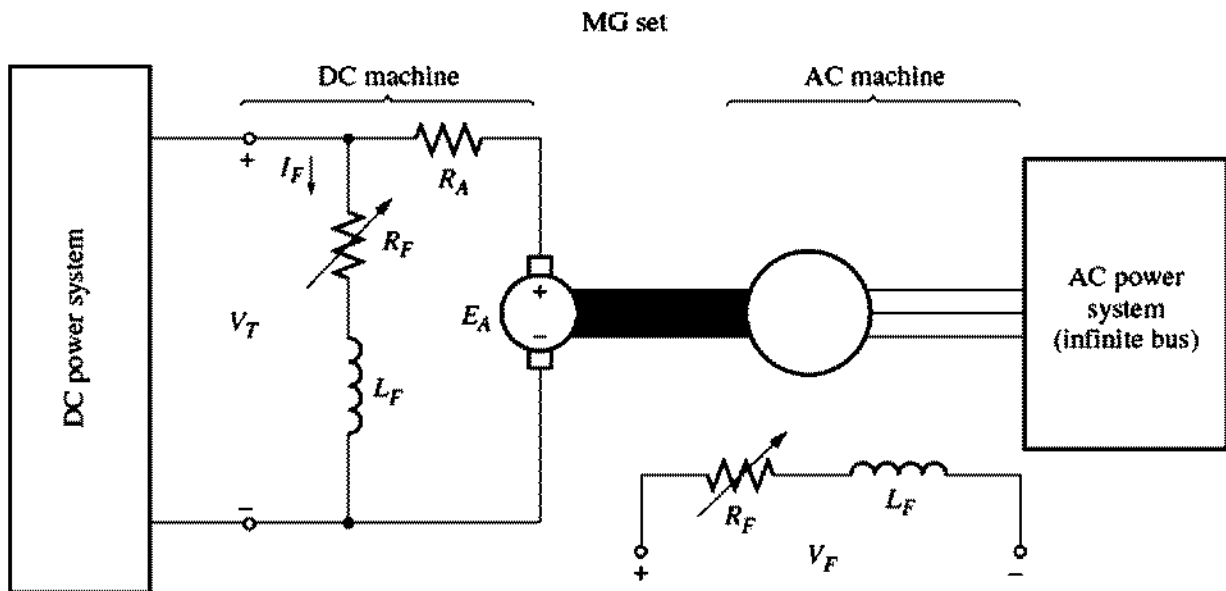 MG set
DC machine
AC machine
DC power system
+
I_F
R_A
R_F
V_T
E_A
+
−
L_F
−
AC power
system
(infinite bus)
R_F
L_F
+
V_F
−